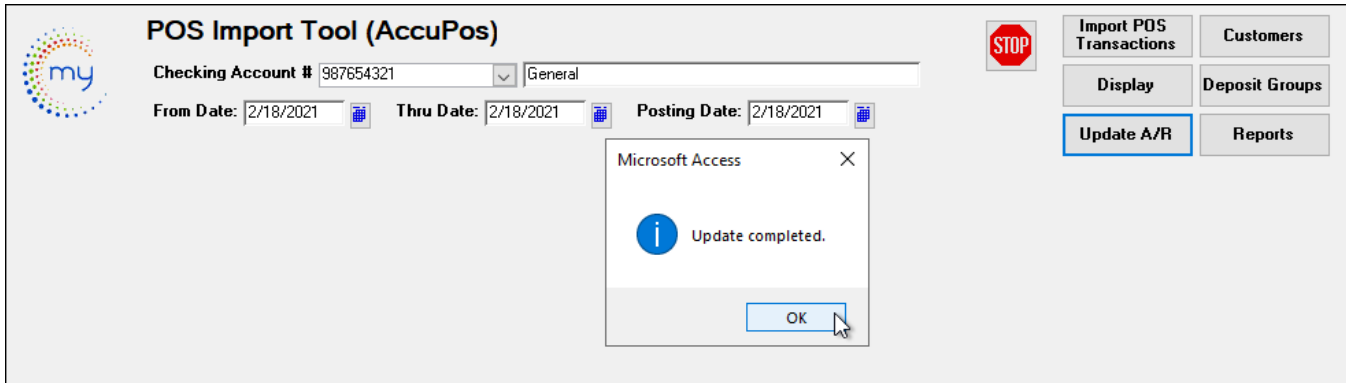 my
POS Import Tool (AccuPos)
Checking Account # 987654321 General
From Date: 2/18/2021 Thru Date: 2/18/2021 Posting Date: 2/18/2021
STOP
Import POS
Transactions
Customers
Display
Deposit Groups
Update A/R
Reports
Microsoft Access
Update completed.
OK